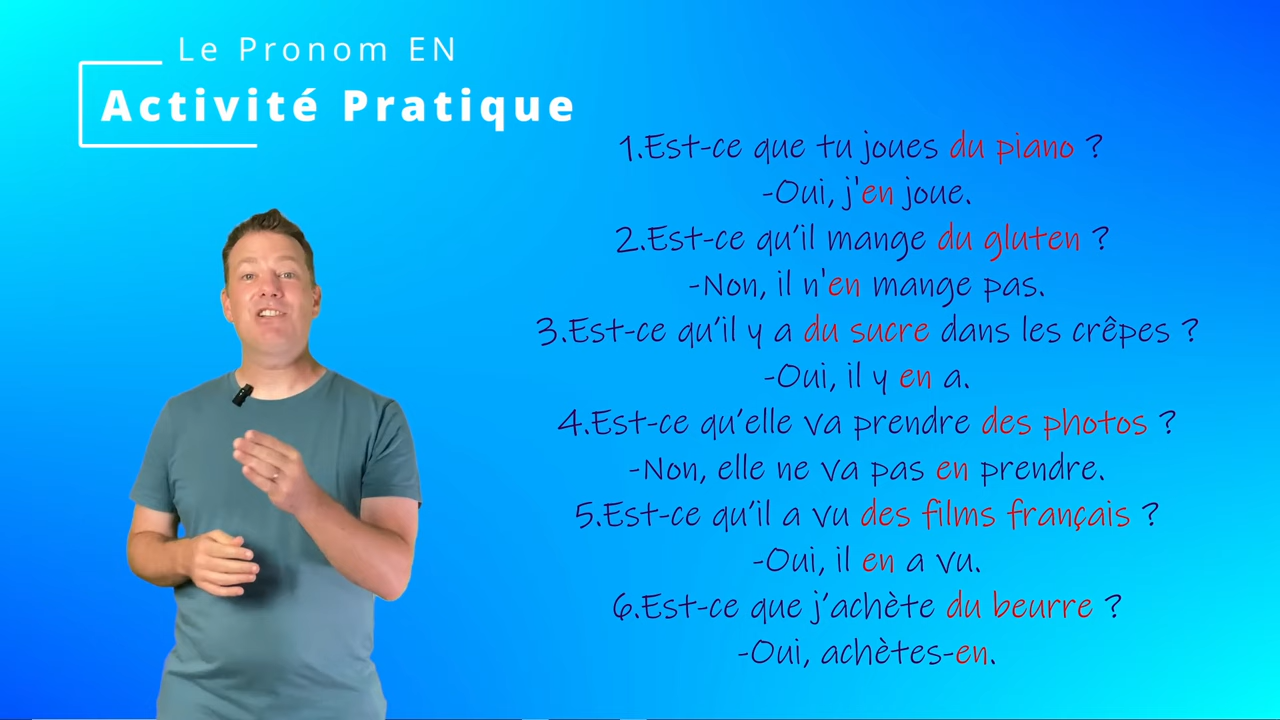 Le Pronom EN
Activité Pratique
1.Est-ce que tu joues du piano ?
-Oui, j'en joue.
2.Est-ce qu'il mange du gluten ?
-Non, il n'en mange pas.
3.Est-ce qu'il y a du sucre dans les crêpes ?
-Oui, il y en a.
4.Est-ce qu'elle va prendre des photos ?
-Non, elle ne va pas en prendre.
5.Est-ce qu'il a vu des films français ?
-Oui, il en a vu.
6.Est-ce que j'achète du beurre ?
-Oui, achètes-en.